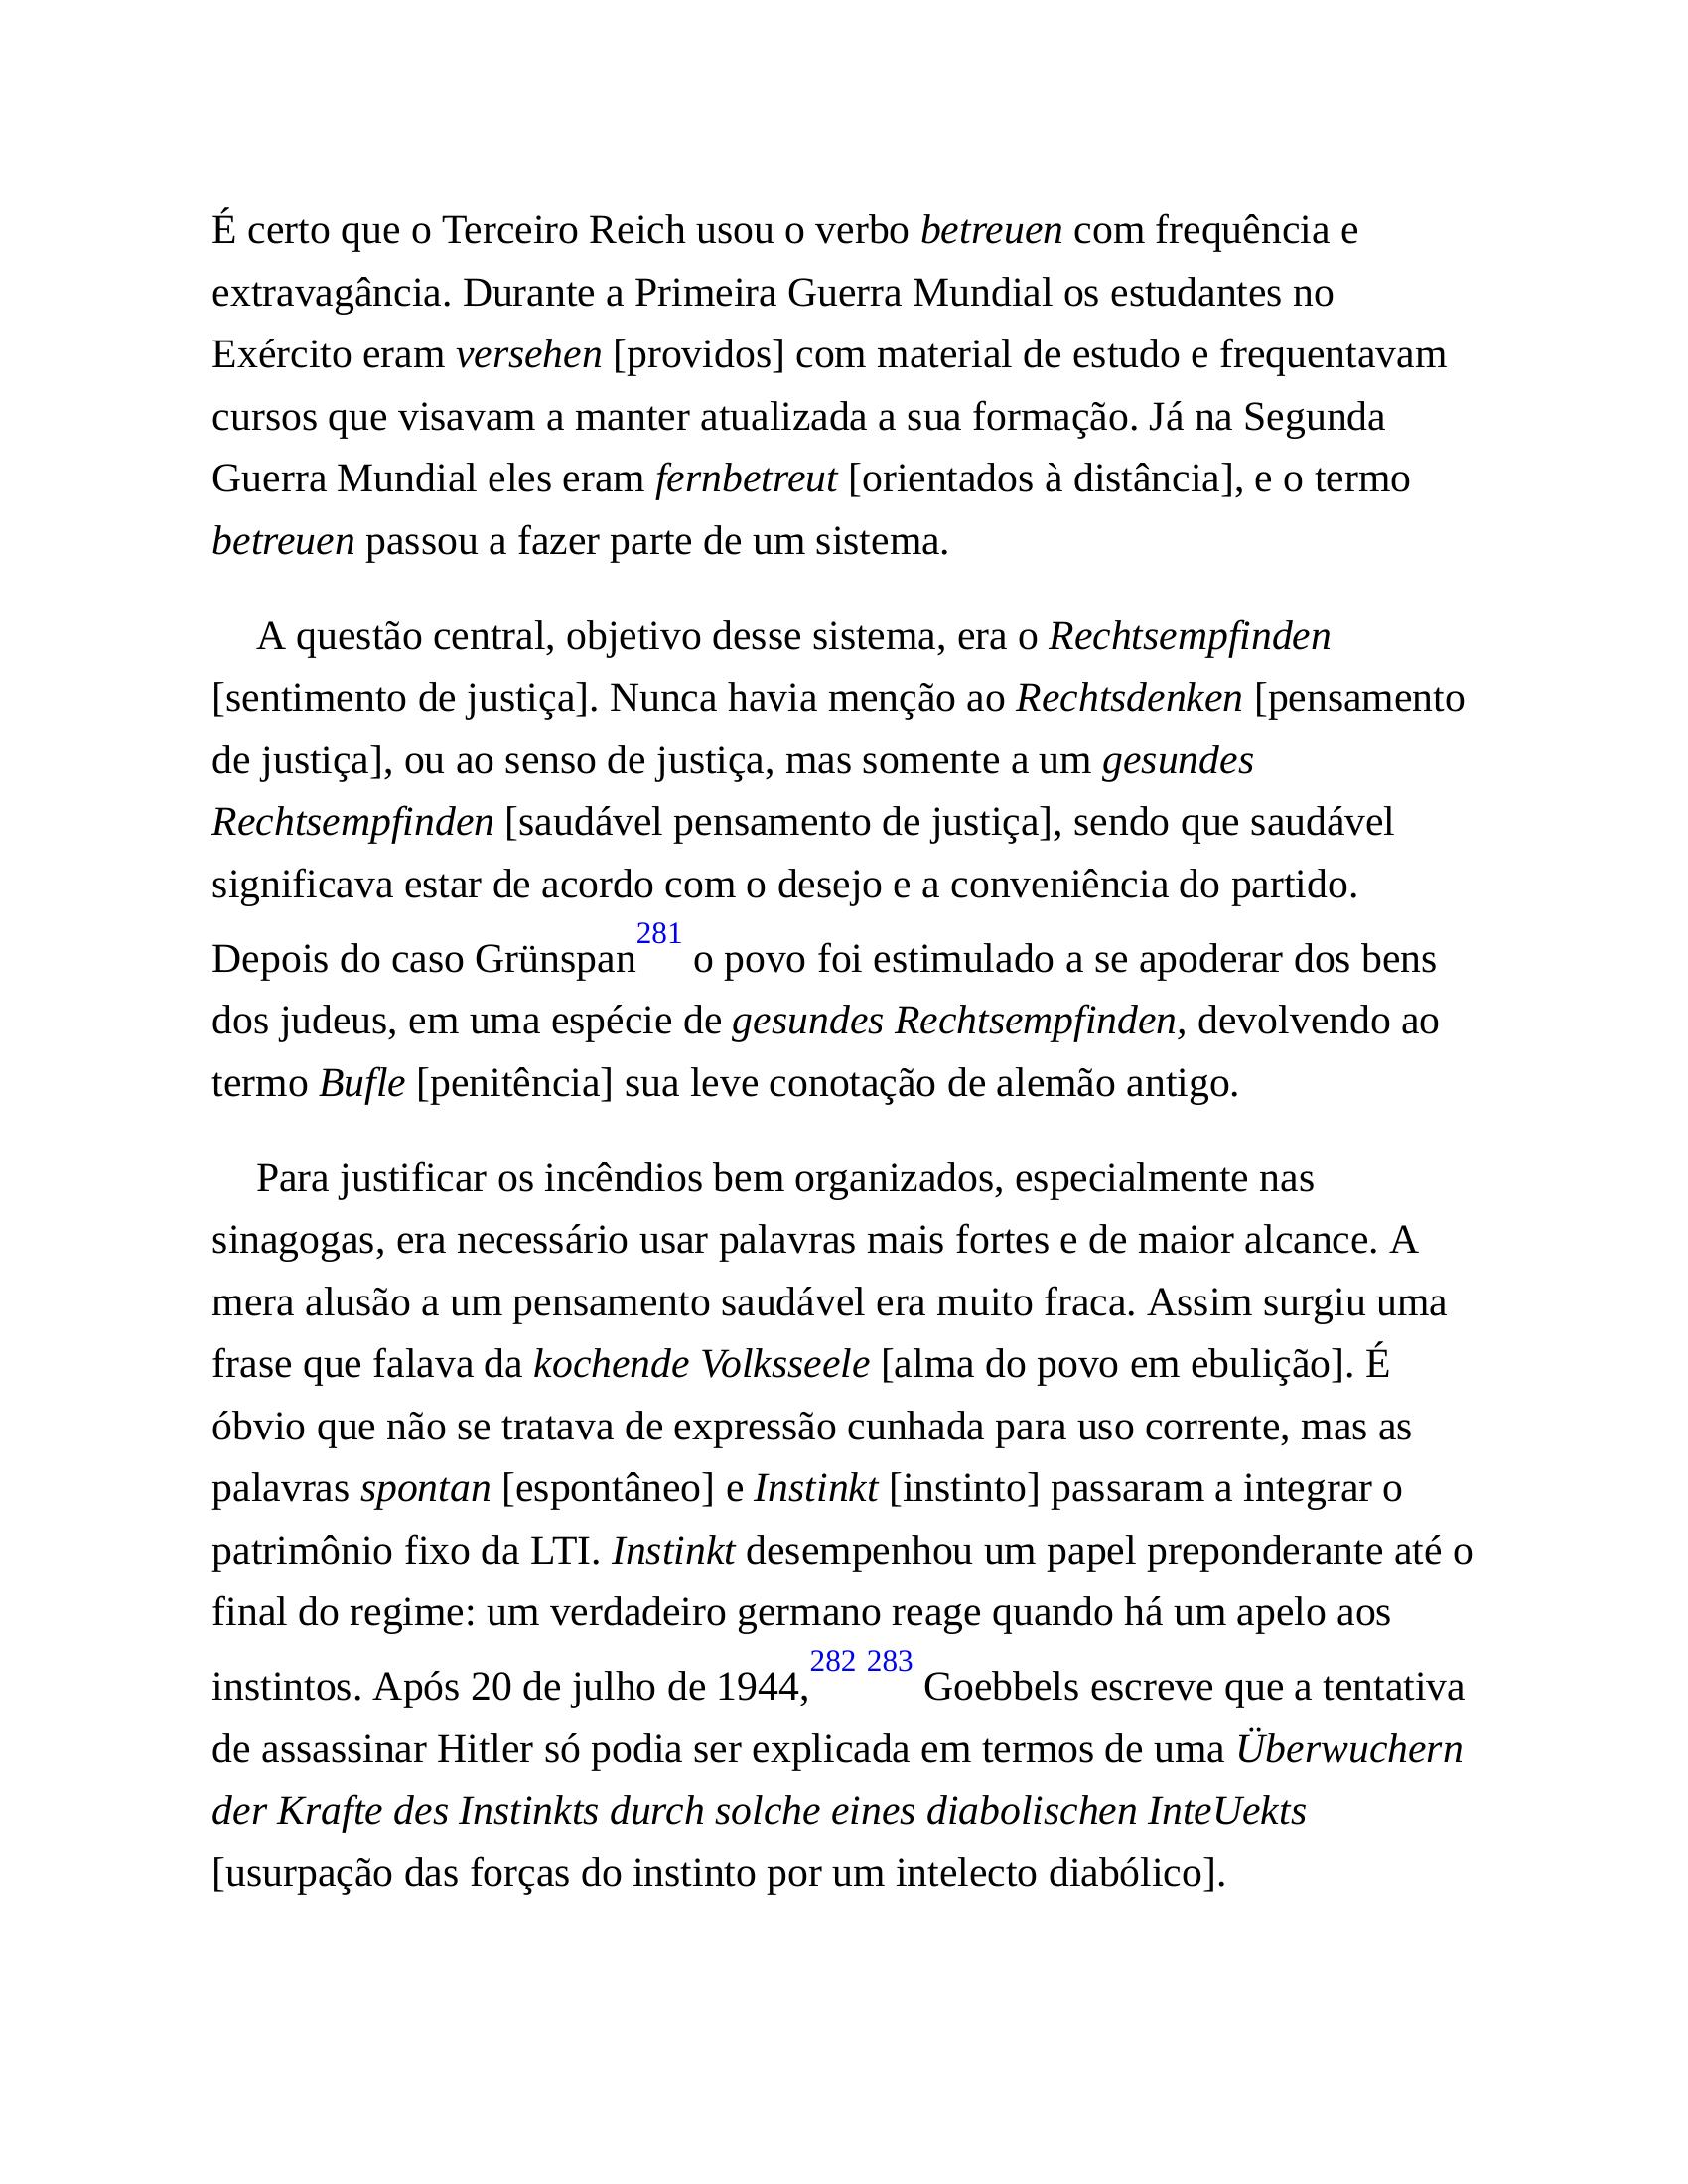 É certo que o Terceiro Reich usou o verbo betreuen com frequência e
extravagância. Durante a Primeira Guerra Mundial os estudantes no
Exército eram versehen [providos] com material de estudo e frequentavam
cursos que visavam a manter atualizada a sua formação. Já na Segunda
Guerra Mundial eles eram fernbetreut [orientados à distância], e o termo
betreuen passou a fazer parte de um sistema.
A questão central, objetivo desse sistema, era o Rechtsempfinden
[sentimento de justiça]. Nunca havia menção ao Rechtsdenken [pensamento
de justiça], ou ao senso de justiça, mas somente a um gesundes
Rechtsempfinden [saudável pensamento de justiça], sendo que saudável
significava estar de acordo com o desejo e a conveniência do partido.
Depois do caso Grünspan281 o povo foi estimulado a se apoderar dos bens
dos judeus, em uma espécie de gesundes Rechtsempfinden, devolvendo ao
termo Bufle [penitência] sua leve conotação de alemão antigo.
Para justificar os incêndios bem organizados, especialmente nas
sinagogas, era necessário usar palavras mais fortes e de maior alcance. A
mera alusão a um pensamento saudável era muito fraca. Assim surgiu uma
frase que falava da kochende Volksseele [alma do povo em ebulição]. É
óbvio que não se tratava de expressão cunhada para uso corrente, mas as
palavras spontan [espontâneo] e Instinkt [instinto] passaram a integrar o
patrimônio fixo da LTI. Instinkt desempenhou um papel preponderante até o
final do regime: um verdadeiro germano reage quando há um apelo aos
instintos. Após 20 de julho de 1944,282 283 Goebbels escreve que a tentativa
de assassinar Hitler só podia ser explicada em termos de uma Überwuchern
der Krafte des Instinkts durch solche eines diabolischen InteUekts
[usurpação das forças do instinto por um intelecto diabólico].